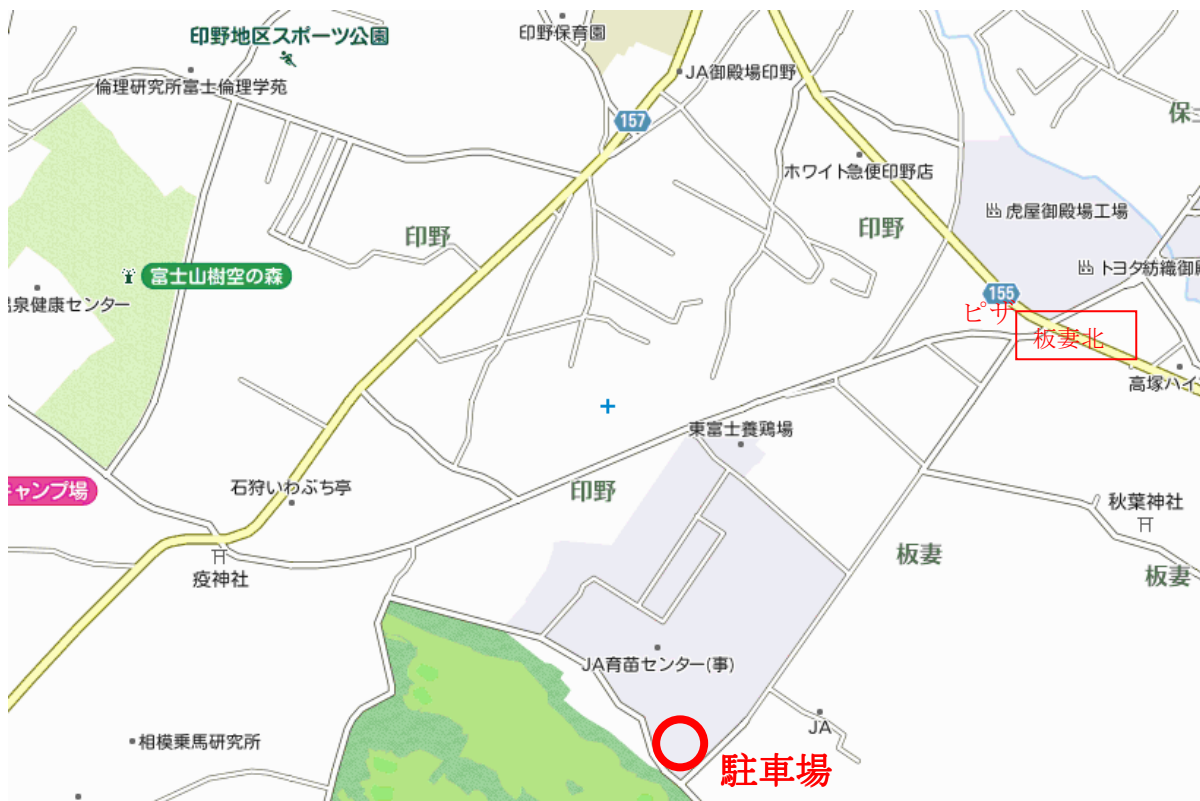 印野地区スポーツ公園
印野保育園
JA御殿場印野
倫理研究所富士倫理学苑
157
ホワイト急便印野店
虎屋御殿場工場
印野
印野
富士山樹空の森
トヨタ紡織御殿
温泉健康センター
155
ピザ
板妻北
高塚ハイツ
東富士養鶏場
キャンプ場
石狩いわぶち亭
印野
秋葉神社
板妻
板妻
疫神社
JA育苗センター(事)
JA
相模乗馬研究所
駐車場